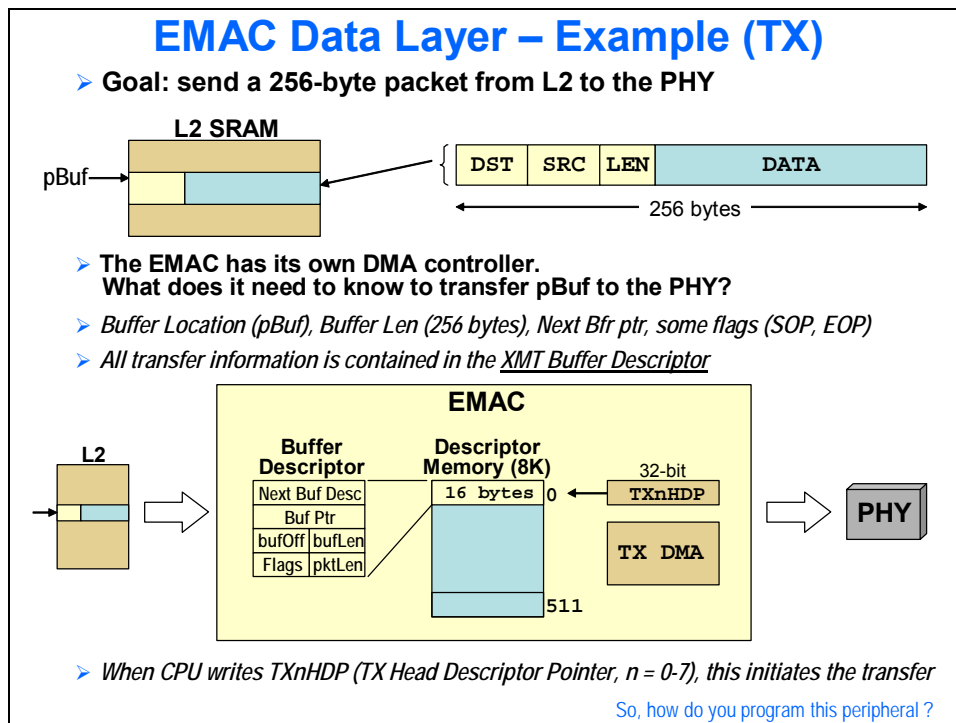 EMAC Data Layer – Example (TX)
➢ Goal: send a 256-byte packet from L2 to the PHY
L2 SRAM
pBuf
DST SRC LEN DATA
256 bytes
➢ The EMAC has its own DMA controller.
What does it need to know to transfer pBuf to the PHY?
➢ Buffer Location (pBuf), Buffer Len (256 bytes), Next Bfr ptr, some flags (SOP, EOP)
➢ All transfer information is contained in the XMT Buffer Descriptor
EMAC
L2
Buffer
Descriptor
Next Buf Desc
Buf Ptr
bufOff bufLen
Flags pktLen
Descriptor
Memory (8K)
16 bytes 0
511
32-bit
TXnHDP
TX DMA
PHY
➢ When CPU writes TXnHDP (TX Head Descriptor Pointer, n = 0-7), this initiates the transfer
So, how do you program this peripheral ?